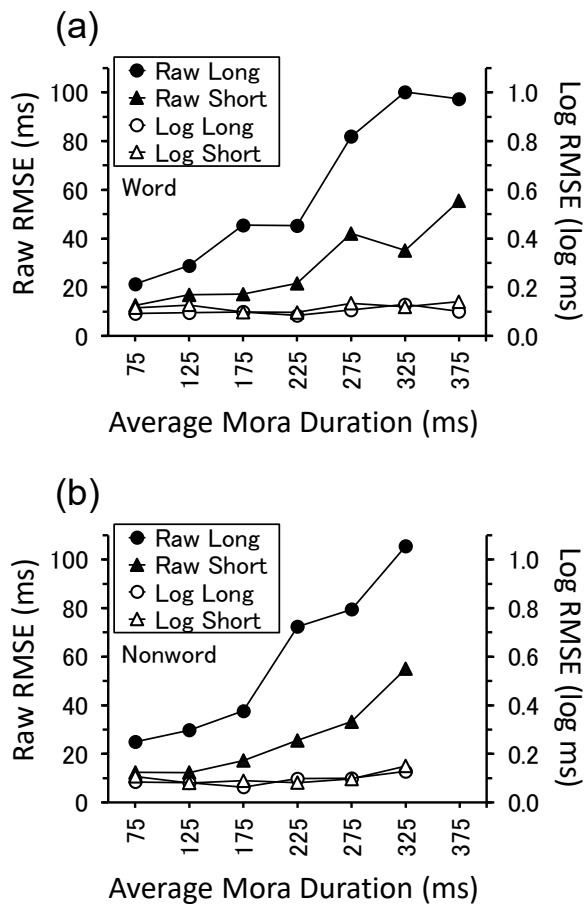 (a)
Raw Long
Raw Short
Log Long
Log Short
Word
100
80
60
40
20
0
Raw RMSE (ms)
1.0
0.8
0.6
0.4
0.2
0.0
Log RMSE (log ms)
75 125 175 225 275 325 375
Average Mora Duration (ms)
(b)
Raw Long
Raw Short
Log Long
Log Short
Nonword
100
80
60
40
20
0
Raw RMSE (ms)
1.0
0.8
0.6
0.4
0.2
0.0
Log RMSE (log ms)
75 125 175 225 275 325 375
Average Mora Duration (ms)